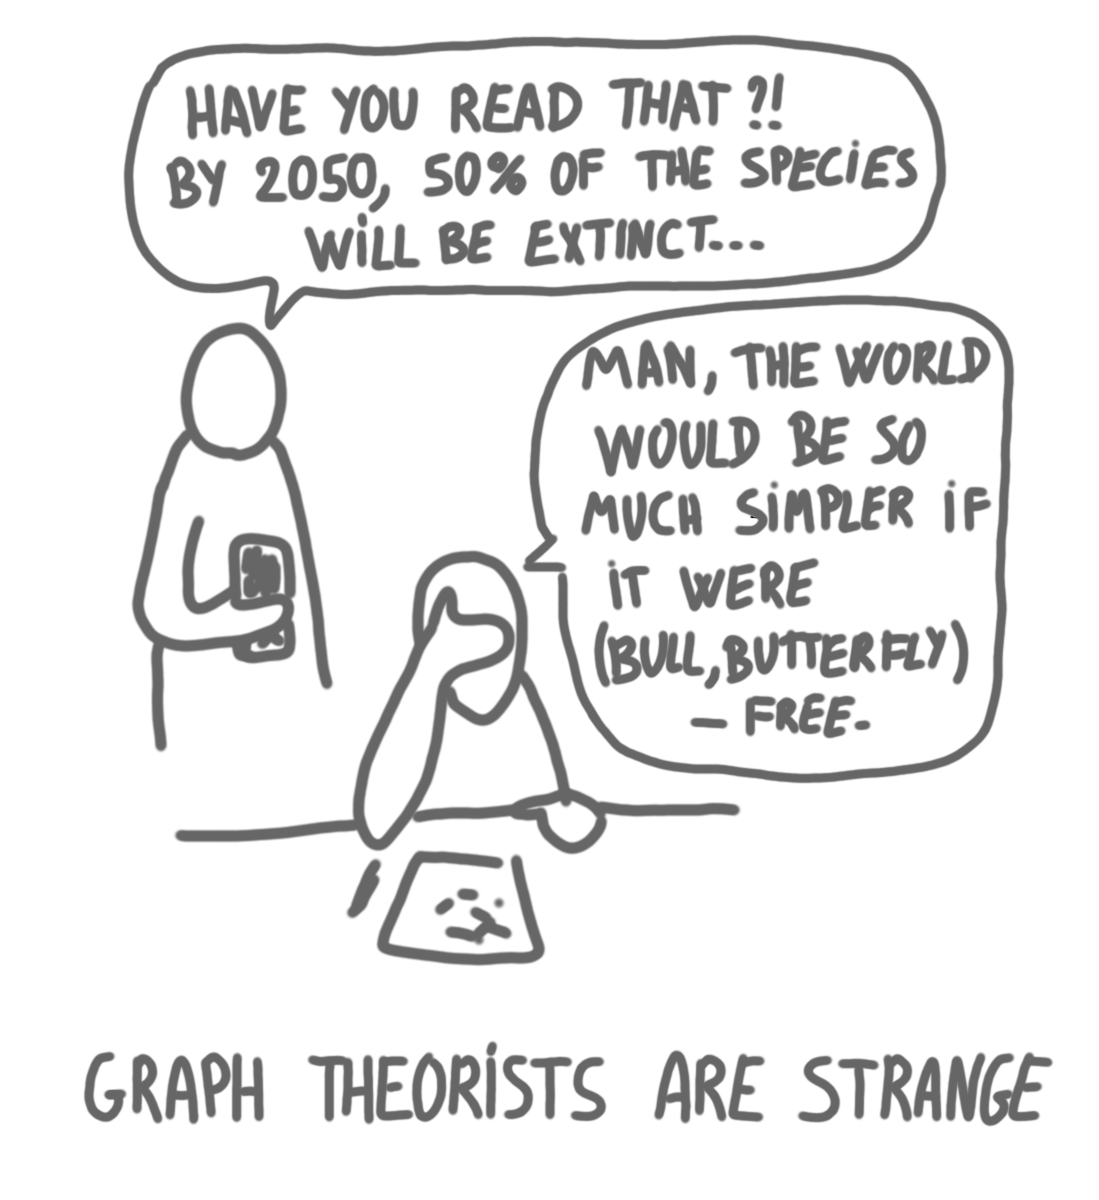 HAVE YOU READ THAT?!
BY 2050, 50% OF THE SPECIES
WILL BE EXTINCT...
MAN, THE WORLD
WOULD BE SO
MUCH SIMPLER IF
IT WERE
(BULL,BUTTERFLY)
- FREE.
GRAPH THEORISTS ARE STRANGE